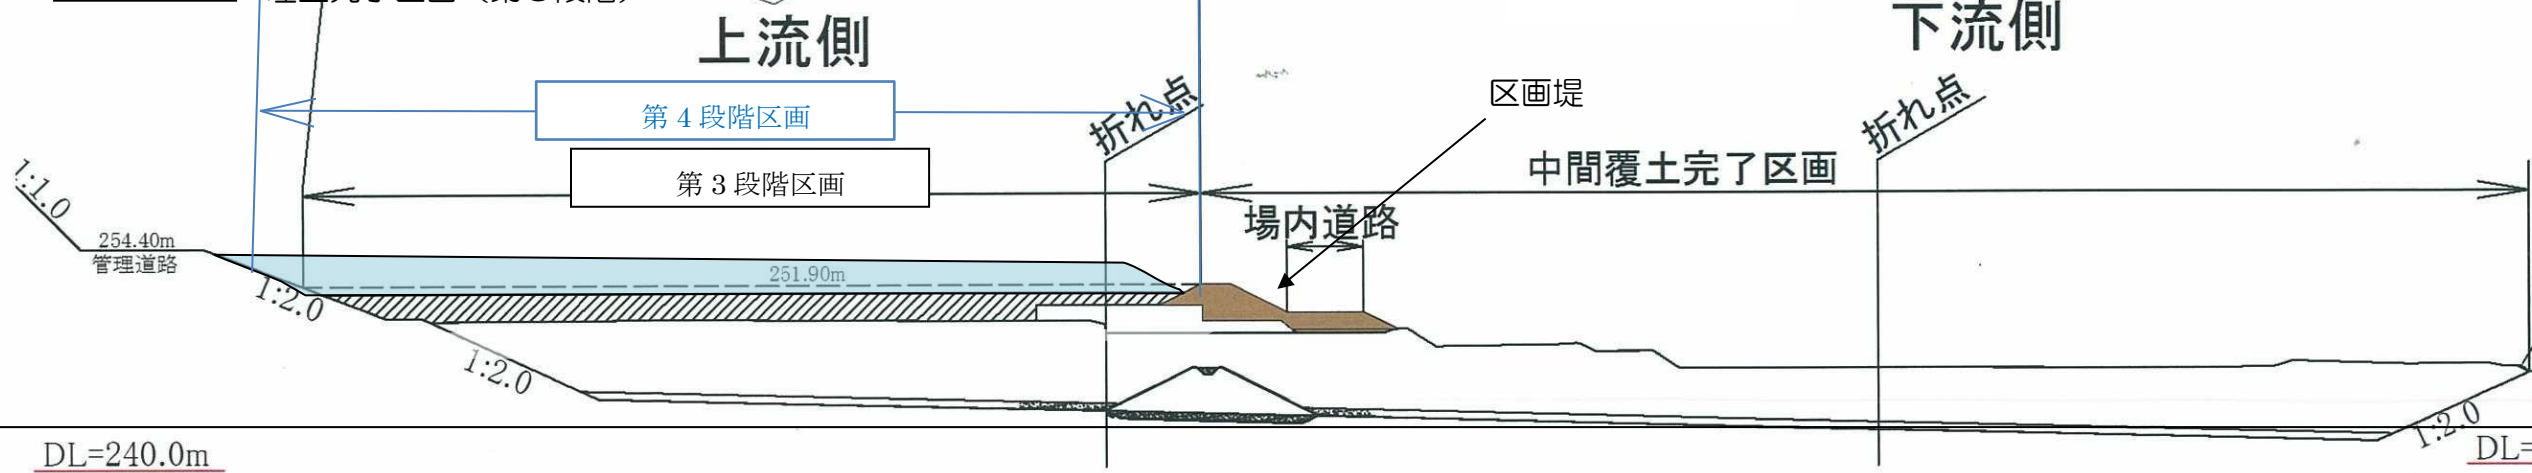 上流側
下流側
区画堤
第４段階区画
折れ点
折れ点
第３段階区画
中間覆土完了区画
1:1.0
場内道路
254.40m
管理道路
251.90m
1:2.0
1:2.0
1:2.0
DL=240.0m
DL=